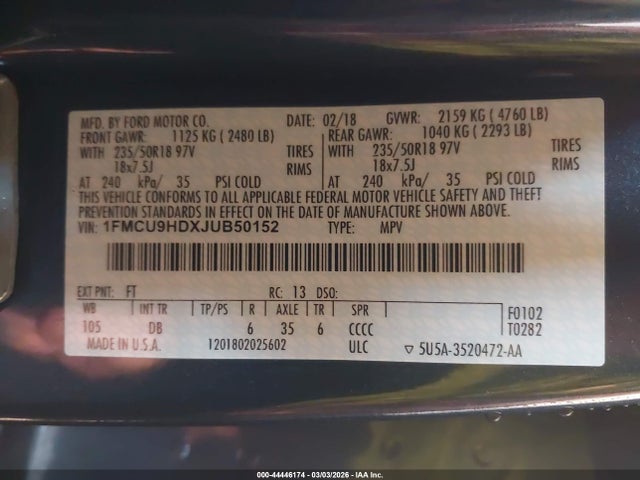 MFD. BY FORD MOTOR CO. DATE: 02/18 GVWR: 2159 KG ( 4760 LB)
FRONT GAWR: 1125 KG ( 2480 LB) REAR GAWR: 1040 KG ( 2293 LB)
WITH 235/50R18 97V TIRES WITH 235/50R18 97V TIRES
18x7.5J RIMS 18x7.5J RIMS
AT 240 kPa/ 35 PSI COLD AT 240 kPa/ 35 PSI COLD
THIS VEHICLE CONFORMS TO ALL APPLICABLE FEDERAL MOTOR VEHICLE SAFETY AND THEFT
PREVENTION STANDARDS IN EFFECT ON THE DATE OF MANUFACTURE SHOWN ABOVE.
VIN: 1FMCU9HDXJUB50152 TYPE: MPV
EXT PNT: FT RC: 13 DSO:
WB INT TR TP/PS R AXLE TR SPR F0102
105 DB 6 35 6 CCCC T0282
MADE IN U.S.A. 1201802025602 ULC ▽ 5U5A-3520472-AA
000-44446174 - 03/03/2026 - IAA Inc.